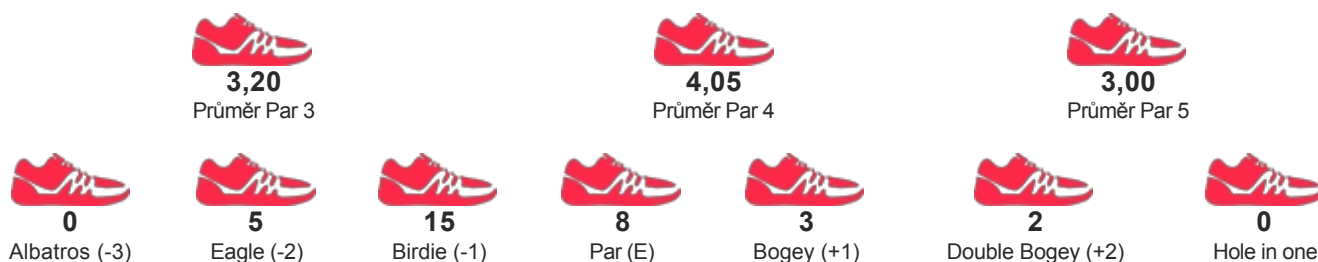 3,20 4,05 3,00
Průměr Par 3 Průměr Par 4 Průměr Par 5
0 5 15 8 3 2 0
Albatros (-3) Eagle (-2) Birdie (-1) Par (E) Bogey (+1) Double Bogey (+2) Hole in one